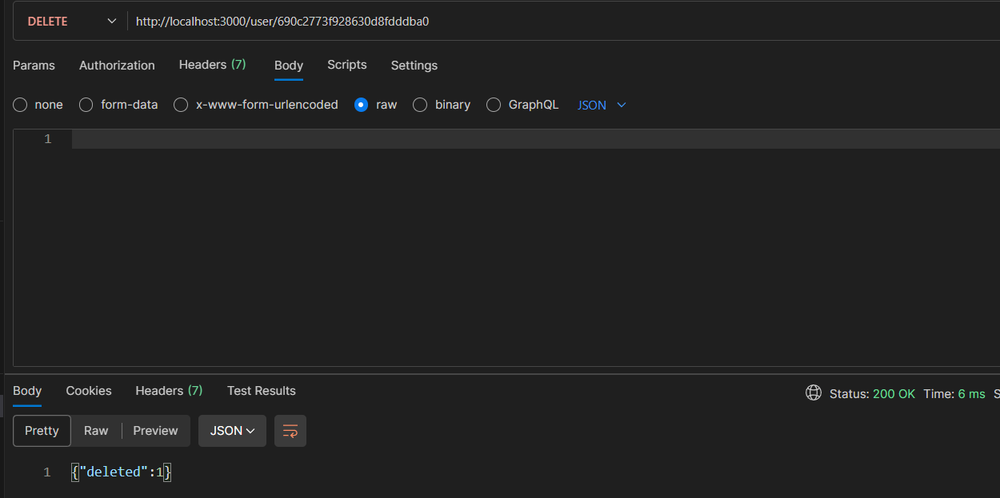 DELETE http://localhost:3000/user/690c2773f928630d8fdddba0
Params Authorization Headers (7) Body Scripts Settings
none form-data x-www-form-urlencoded raw binary GraphQL JSON
1
Body Cookies Headers (7) Test Results Status: 200 OK Time: 6 ms S
Pretty Raw Preview JSON
1 {"deleted":1}